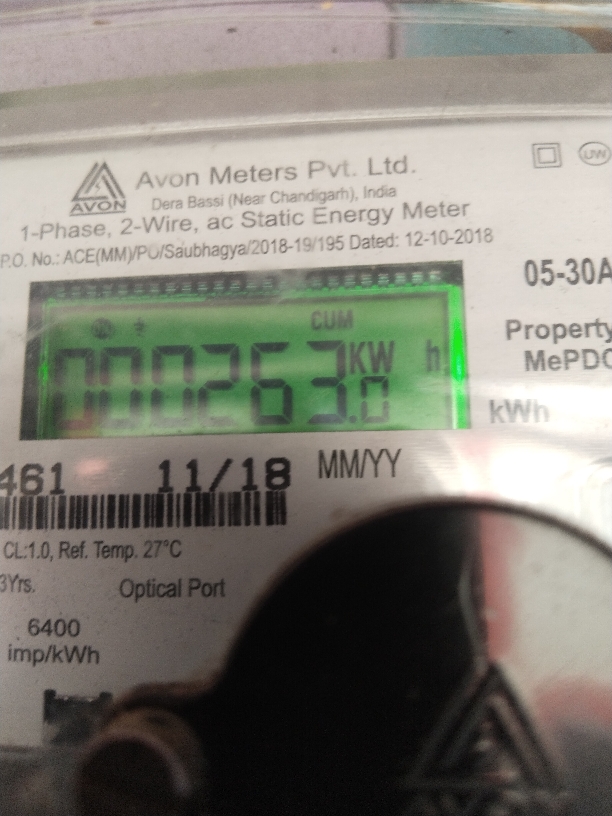 Avon Meters Pvt. Ltd.
AVON
Dera Bassi (Near Chandigarh), India
1-Phase, 2-Wire, ac Static Energy Meter
P.O. No.: ACE(MM)/PO/Saubhagya/2018-19/195 Dated: 12-10-2018
UW
05-30A
CUM
Property
000263.0 KW h
MePDC
kWh
461 11/18 MM/YY
CL:1.0, Ref. Temp. 27°C
3Yrs. Optical Port
6400
imp/kWh